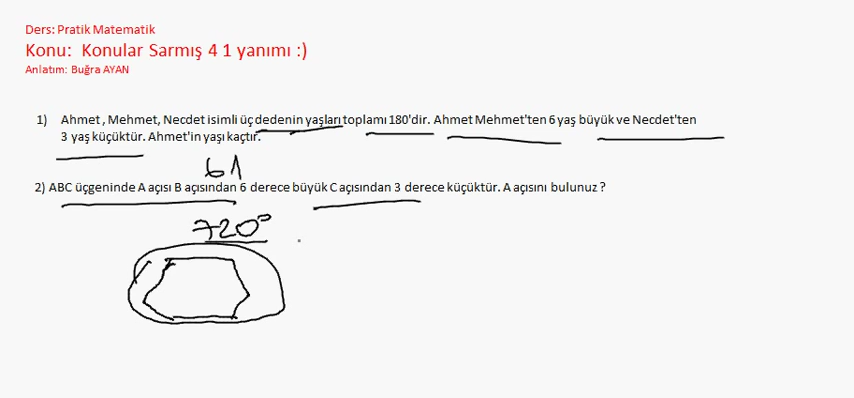 Ders: Pratik Matematik
Konu: Konular Sarmış 4 1 yanımı :)
Anlatım: Buğra AYAN
1) Ahmet, Mehmet, Necdet isimli üç dedenin yaşları toplamı 180'dir. Ahmet Mehmet'ten 6 yaş büyük ve Necdet'ten
3 yaş küçüktür. Ahmet'in yaşı kaçtır.
61
2) ABC üçgeninde A açısı B açısından 6 derece büyük C açısından 3 derece küçüktür. A açısını bulunuz ?
720°